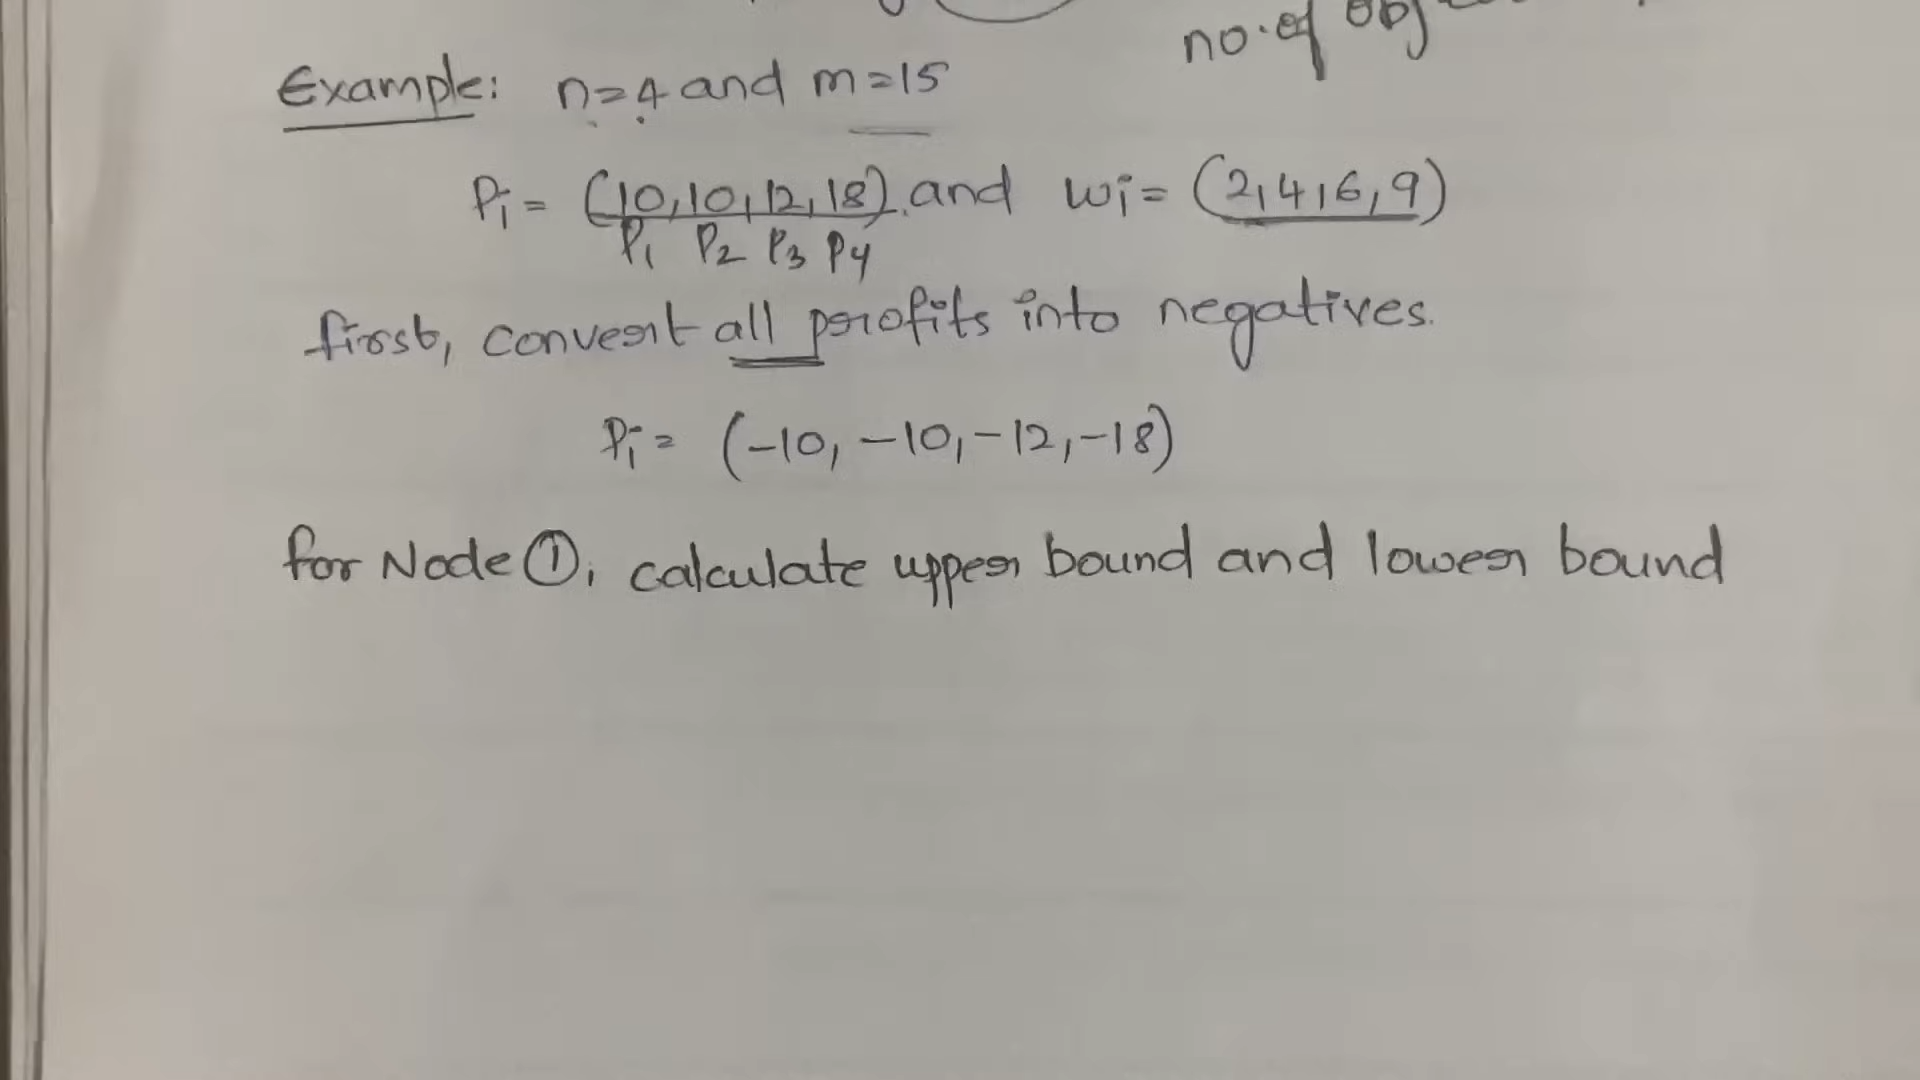 no. of
Example: n=4 and m=15
Pi = (10,10,12,18) and wi= (2,4,6,9)
P1 P2 P3 P4
first, convert all profits into negatives.
Pi = (-10, -10, -12, -18)
for Node ①, calculate upper bound and lower bound